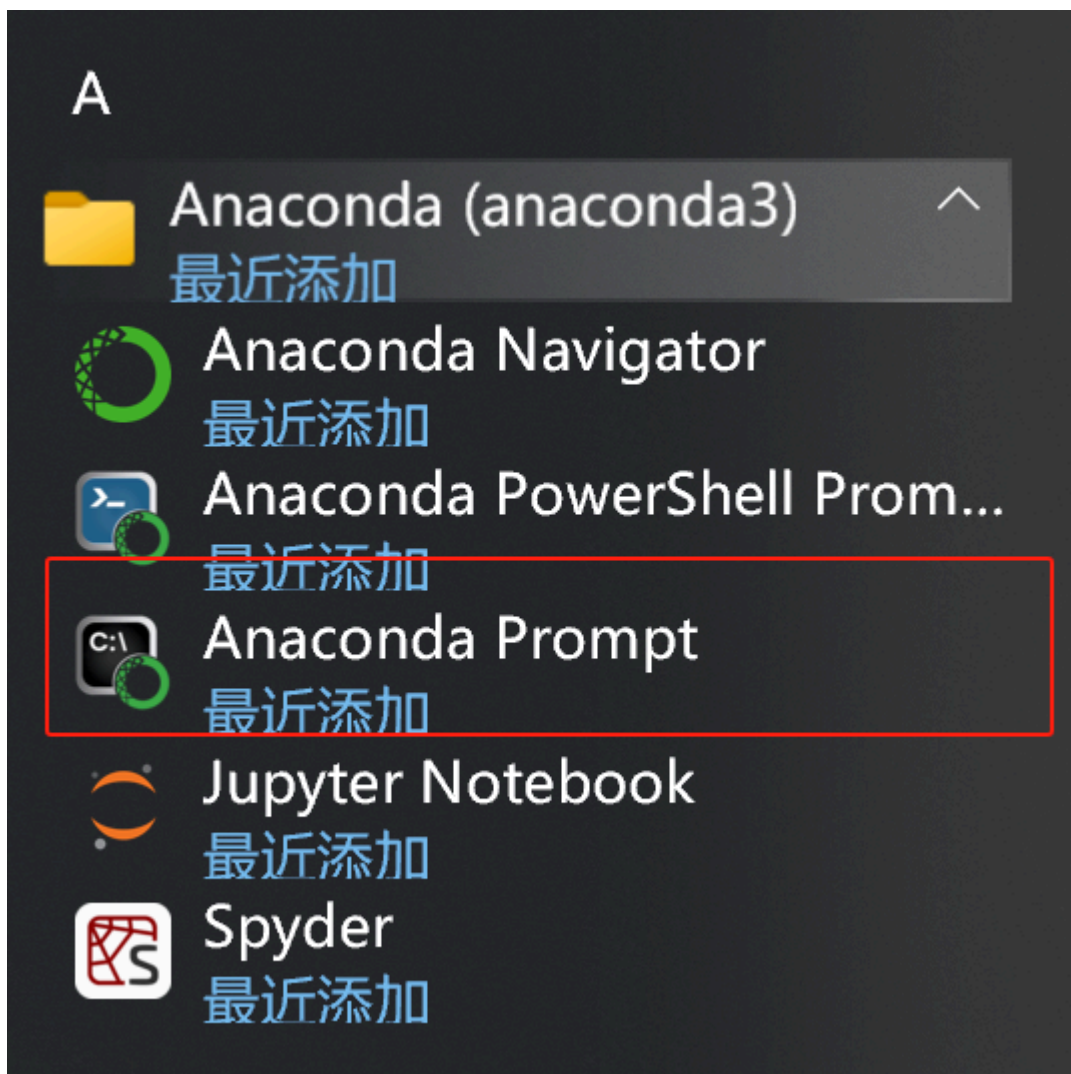 A
Anaconda (anaconda3)
最近添加
Anaconda Navigator
最近添加
Anaconda PowerShell Prom...
最近添加
C:\
Anaconda Prompt
最近添加
Jupyter Notebook
最近添加
Spyder
最近添加